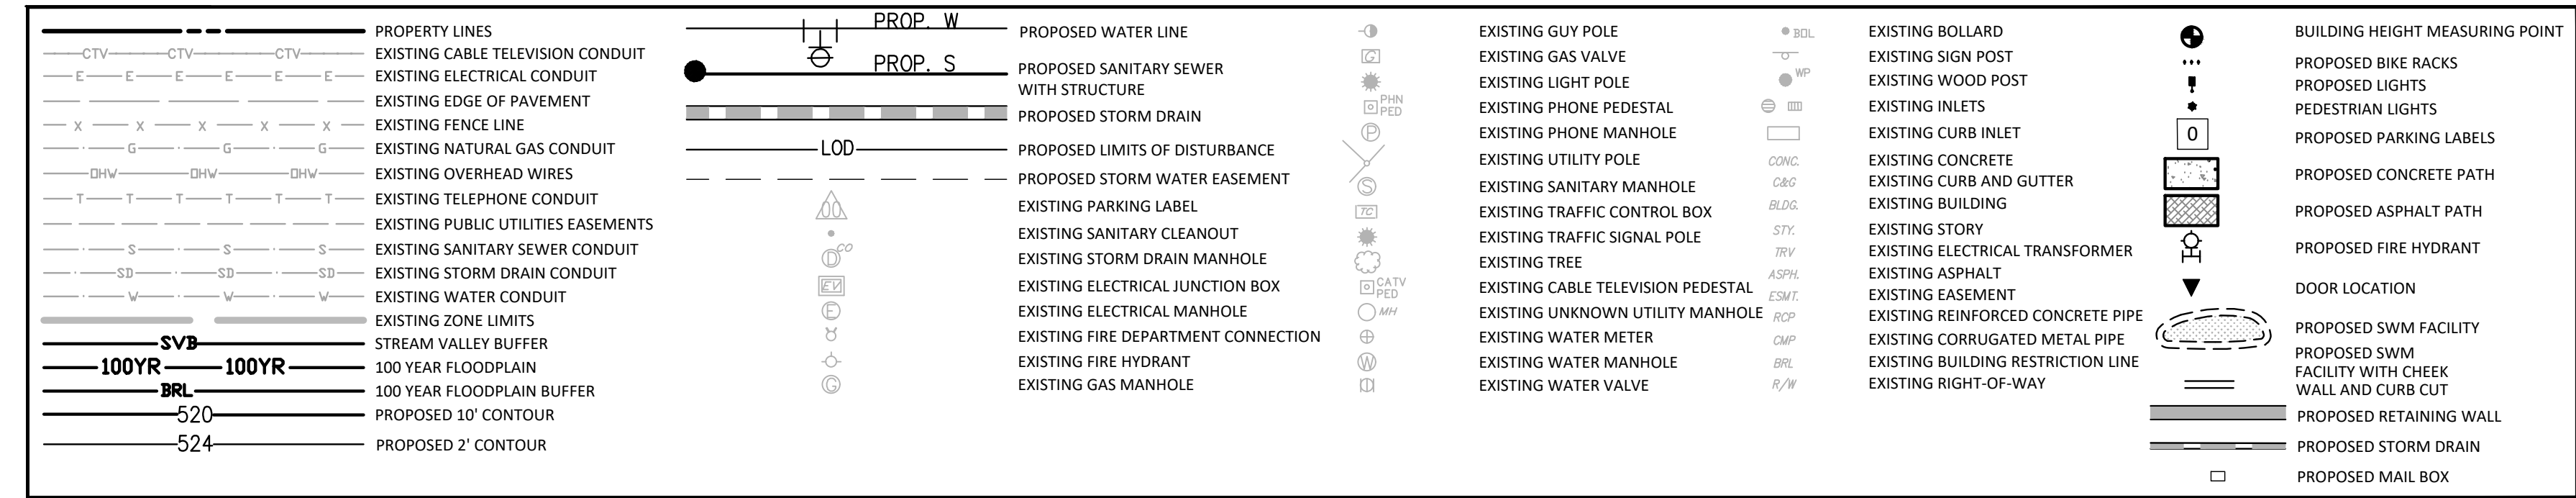 PROPERTY LINES
CTV CTV CTV EXISTING CABLE TELEVISION CONDUIT
E E E E E E EXISTING ELECTRICAL CONDUIT
EXISTING EDGE OF PAVEMENT
X X X X X EXISTING FENCE LINE
G G G EXISTING NATURAL GAS CONDUIT
OHW OHW OHW EXISTING OVERHEAD WIRES
T T T T T T EXISTING TELEPHONE CONDUIT
EXISTING PUBLIC UTILITIES EASEMENTS
S S S EXISTING SANITARY SEWER CONDUIT
SD SD SD EXISTING STORM DRAIN CONDUIT
W W W EXISTING WATER CONDUIT
EXISTING ZONE LIMITS
SVB STREAM VALLEY BUFFER
100YR 100YR 100 YEAR FLOODPLAIN
BRL 100 YEAR FLOODPLAIN BUFFER
520 PROPOSED 10' CONTOUR
524 PROPOSED 2' CONTOUR
PROP. W PROPOSED WATER LINE
PROP. S PROPOSED SANITARY SEWER
WITH STRUCTURE
PROPOSED STORM DRAIN
LOD PROPOSED LIMITS OF DISTURBANCE
PROPOSED STORM WATER EASEMENT
00 EXISTING PARKING LABEL
EXISTING SANITARY CLEANOUT
D CO EXISTING STORM DRAIN MANHOLE
EV EXISTING ELECTRICAL JUNCTION BOX
E EXISTING ELECTRICAL MANHOLE
EXISTING FIRE DEPARTMENT CONNECTION
EXISTING FIRE HYDRANT
G EXISTING GAS MANHOLE
EXISTING GUY POLE
G EXISTING GAS VALVE
EXISTING LIGHT POLE
PHN
PED EXISTING PHONE PEDESTAL
P EXISTING PHONE MANHOLE
EXISTING UTILITY POLE
S EXISTING SANITARY MANHOLE
TC EXISTING TRAFFIC CONTROL BOX
EXISTING TRAFFIC SIGNAL POLE
EXISTING TREE
CATV
PED EXISTING CABLE TELEVISION PEDESTAL
MH EXISTING UNKNOWN UTILITY MANHOLE
EXISTING WATER METER
W EXISTING WATER MANHOLE
EXISTING WATER VALVE
BOL EXISTING BOLLARD
EXISTING SIGN POST
WP EXISTING WOOD POST
EXISTING INLETS
EXISTING CURB INLET
CONC. EXISTING CONCRETE
C&G EXISTING CURB AND GUTTER
BLDG. EXISTING BUILDING
STY. EXISTING STORY
TRV EXISTING ELECTRICAL TRANSFORMER
ASPH. EXISTING ASPHALT
ESMT. EXISTING EASEMENT
RCP EXISTING REINFORCED CONCRETE PIPE
CMP EXISTING CORRUGATED METAL PIPE
BRL EXISTING BUILDING RESTRICTION LINE
R/W EXISTING RIGHT-OF-WAY
BUILDING HEIGHT MEASURING POINT
PROPOSED BIKE RACKS
PROPOSED LIGHTS
PEDESTRIAN LIGHTS
0 PROPOSED PARKING LABELS
PROPOSED CONCRETE PATH
PROPOSED ASPHALT PATH
PROPOSED FIRE HYDRANT
DOOR LOCATION
PROPOSED SWM FACILITY
PROPOSED SWM
FACILITY WITH CHEEK
WALL AND CURB CUT
PROPOSED RETAINING WALL
PROPOSED STORM DRAIN
PROPOSED MAIL BOX